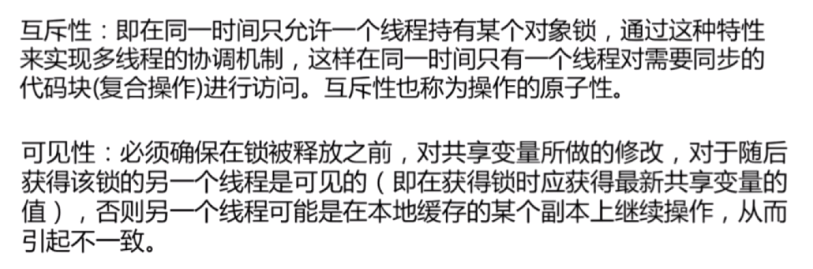 互斥性：即在同一时间只允许一个线程持有某个对象锁，通过这种特性
来实现多线程的协调机制，这样在同一时间只有一个线程对需要同步的
代码块(复合操作)进行访问。互斥性也称为操作的原子性。
可见性：必须确保在锁被释放之前，对共享变量所做的修改，对于随后
获得该锁的另一个线程是可见的（即在获得锁时应获得最新共享变量的
值），否则另一个线程可能是在本地缓存的某个副本上继续操作，从而
引起不一致。